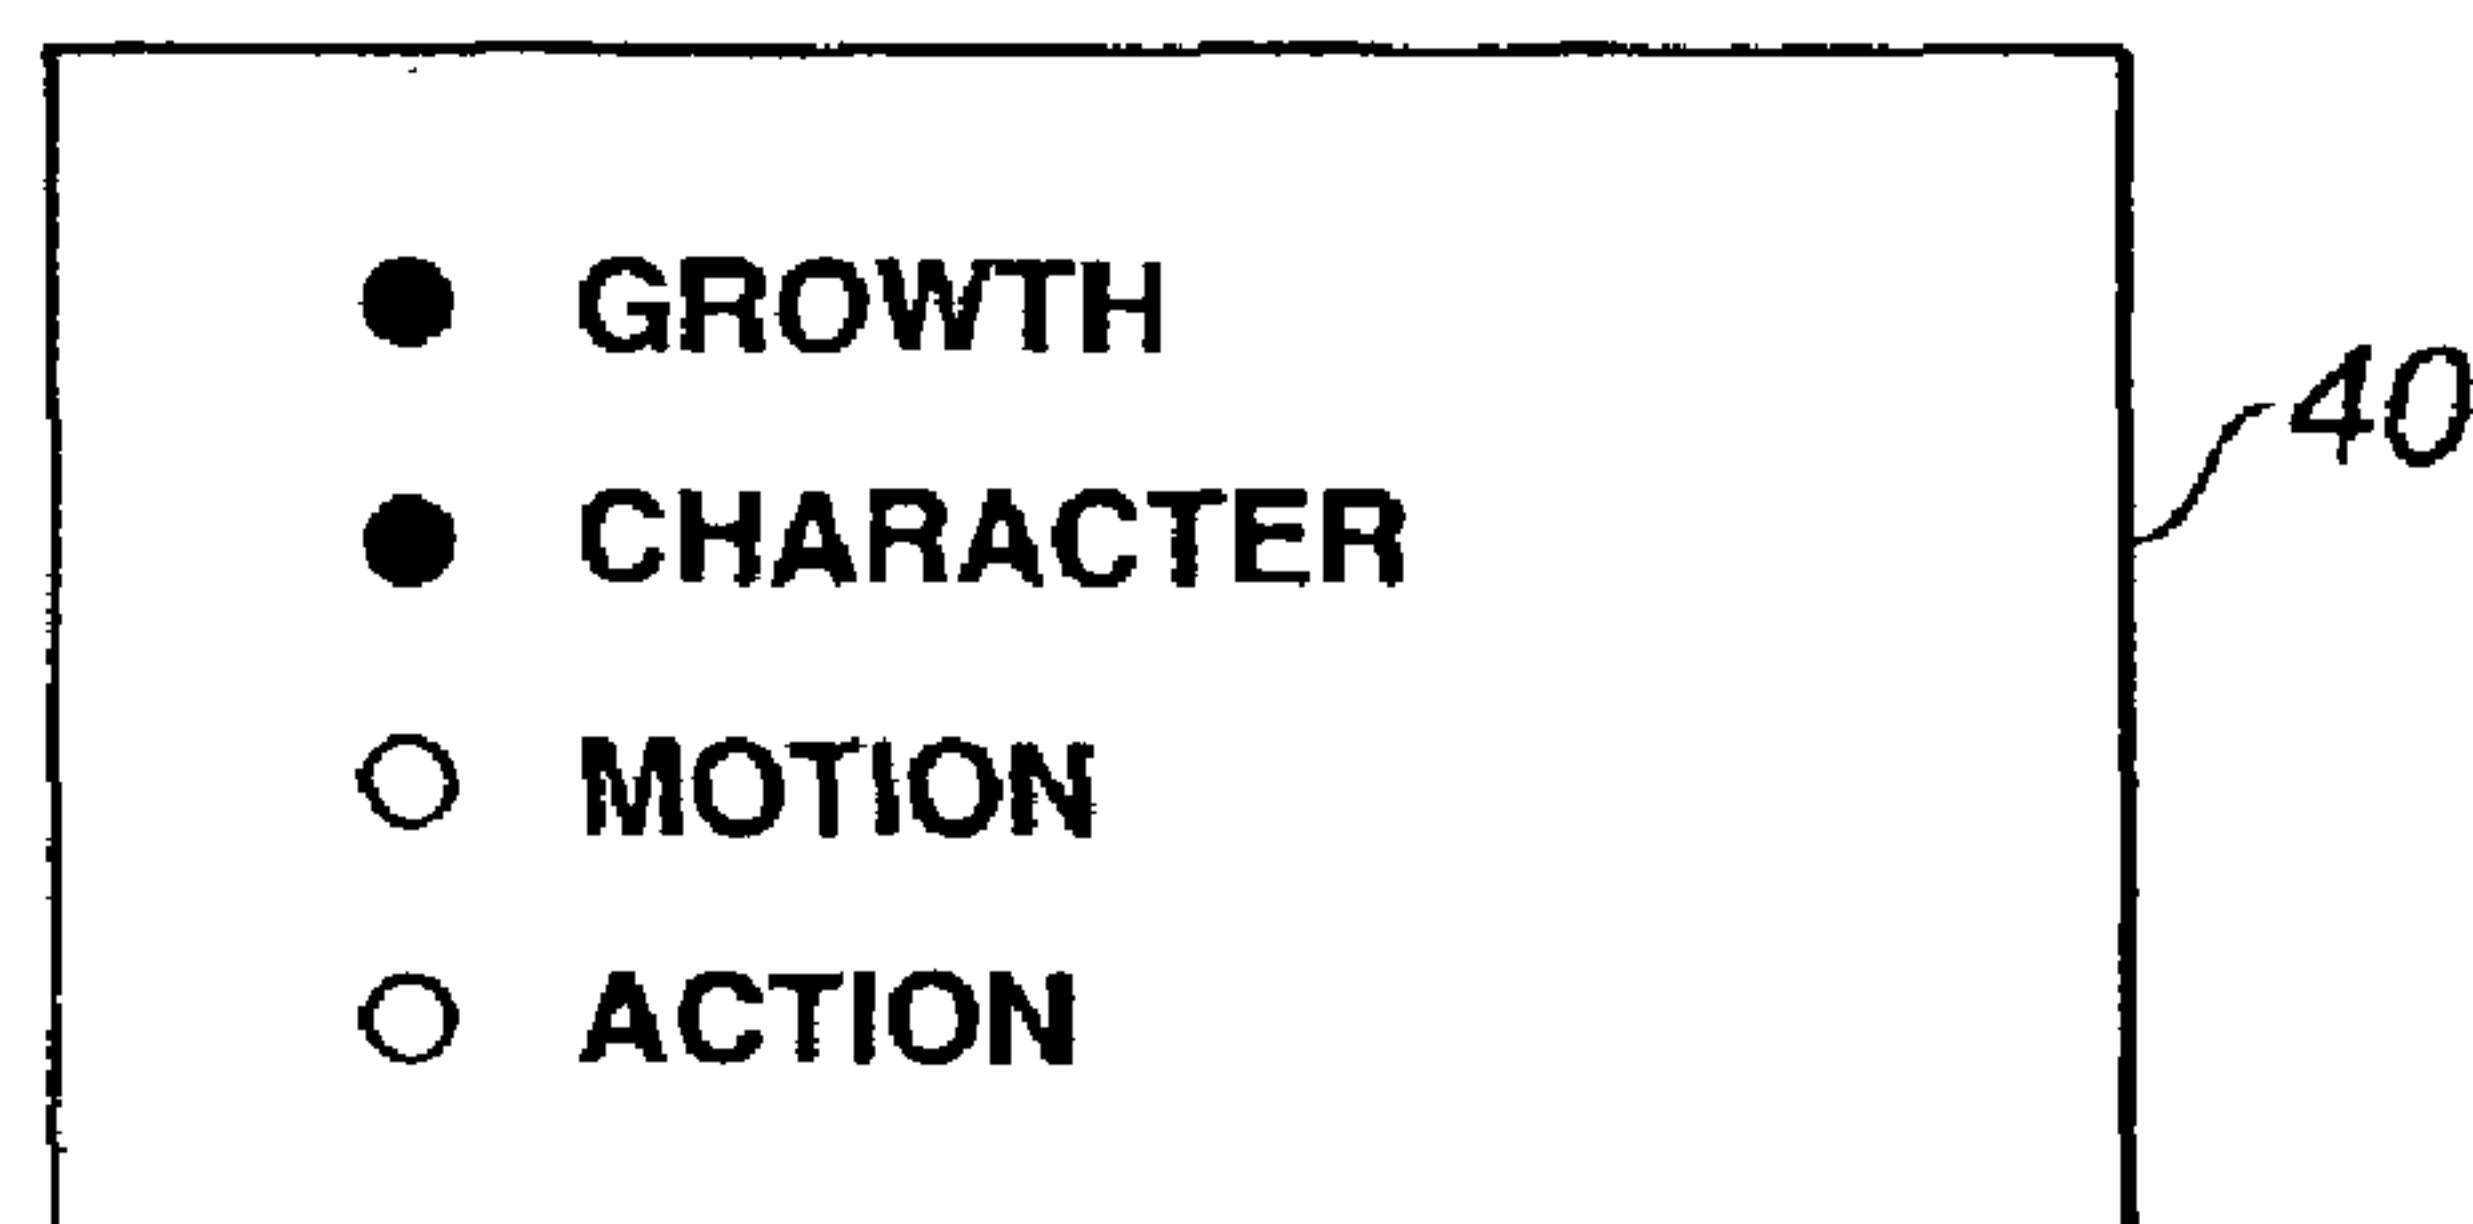 ● GROWTH
● CHARACTER
○ MOTION
○ ACTION
40